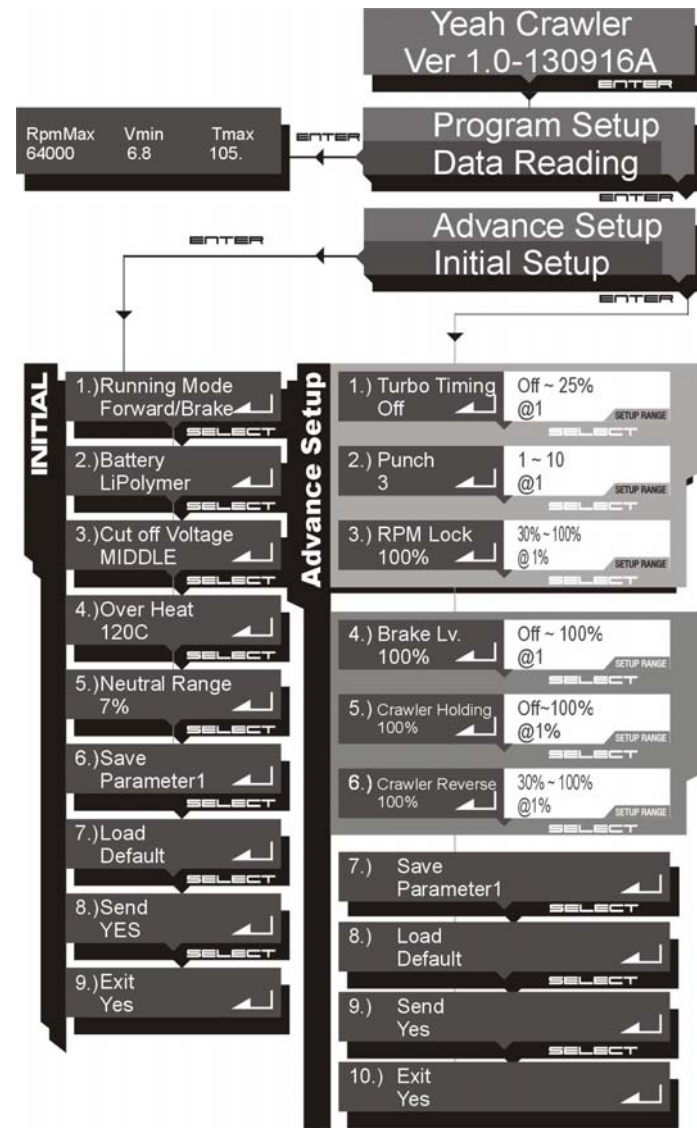 Yeah Crawler
Ver 1.0-130916A
ENTER
Program Setup
Data Reading
ENTER
RpmMax Vmin Tmax
64000 6.8 105.
ENTER
Advance Setup
Initial Setup
ENTER
ENTER
INITIAL
1.)Running Mode
Forward/Brake
SELECT
2.)Battery
LiPolymer
SELECT
3.)Cut off Voltage
MIDDLE
SELECT
4.)Over Heat
120C
SELECT
5.)Neutral Range
7%
SELECT
6.)Save
Parameter1
SELECT
7.)Load
Default
SELECT
8.)Send
YES
SELECT
9.)Exit
Yes
Advance Setup
1.) Turbo Timing
Off
Off ~ 25%
@1
SETUP RANGE
SELECT
2.) Punch
3
1 ~ 10
@1
SETUP RANGE
SELECT
3.) RPM Lock
100%
30% ~ 100%
@1%
SETUP RANGE
SELECT
4.) Brake Lv.
100%
Off ~ 100%
@1
SETUP RANGE
SELECT
5.) Crawler Holding
100%
Off~100%
@1%
SETUP RANGE
SELECT
6.) Crawler Reverse
100%
30% ~ 100%
@1%
SETUP RANGE
SELECT
7.) Save
Parameter1
SELECT
8.) Load
Default
SELECT
9.) Send
Yes
SELECT
10.) Exit
Yes